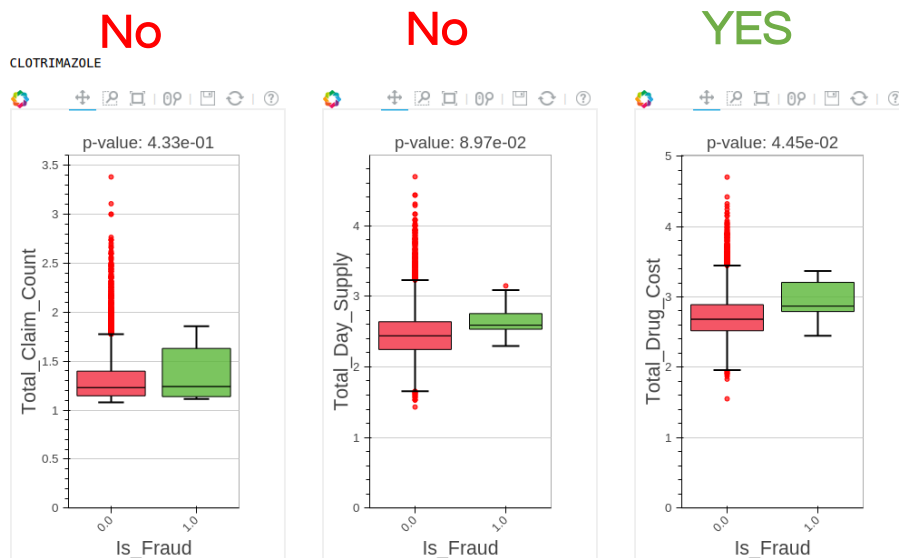 No
No
YES
CLOTRIMAZOLE
p-value: 4.33e-01
3.5
3
2.5
2
1.5
1
0.5
0
Total_Claim_Count
0.0
1.0
Is_Fraud
p-value: 8.97e-02
4
3
2
1
0
Total_Day_Supply
0.0
1.0
Is_Fraud
p-value: 4.45e-02
5
4
3
2
1
0
Total_Drug_Cost
0.0
1.0
Is_Fraud